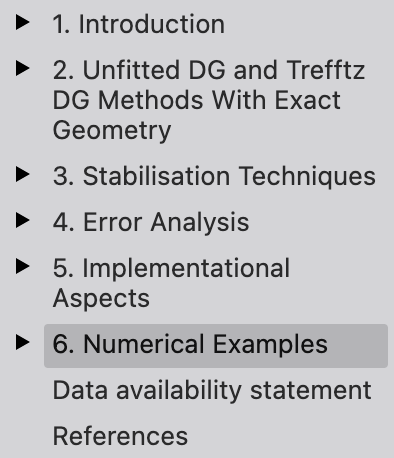 1. Introduction
2. Unfitted DG and Trefftz
DG Methods With Exact
Geometry
3. Stabilisation Techniques
4. Error Analysis
5. Implementational
Aspects
6. Numerical Examples
Data availability statement
References